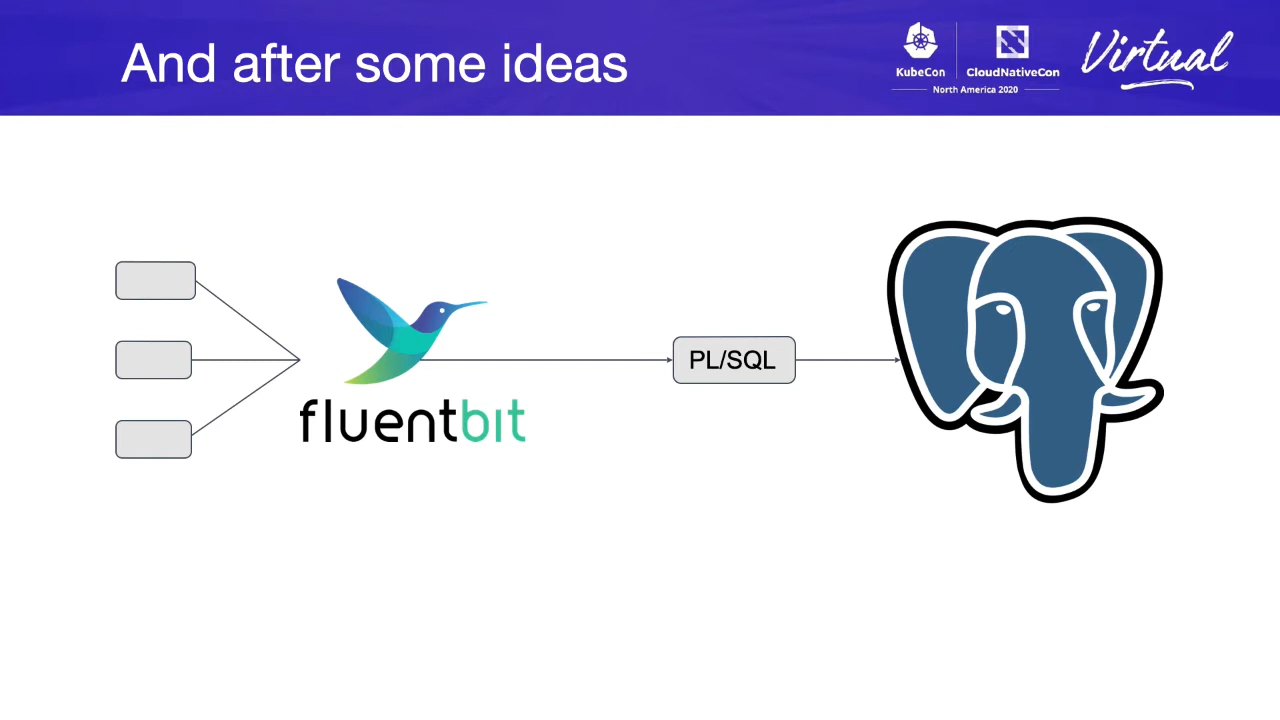 And after some ideas
KubeCon
CloudNativeCon
North America 2020
Virtual
PL/SQL
fluentbit